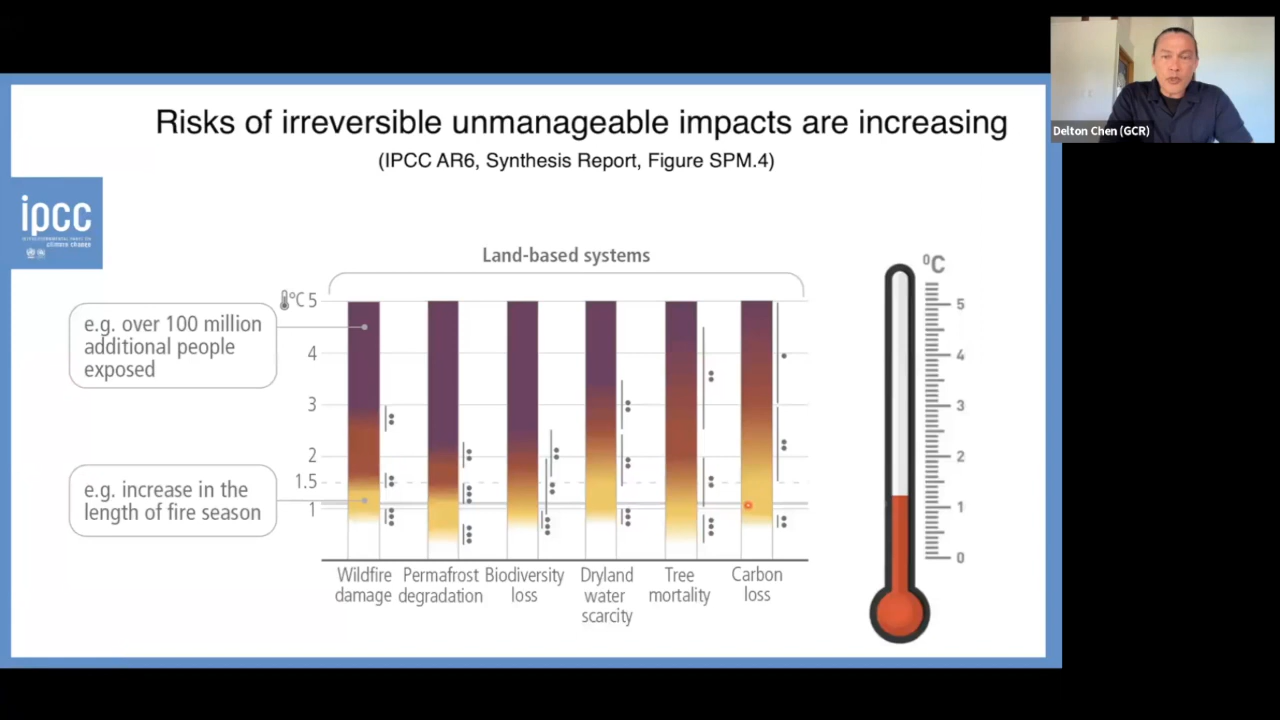 Risks of irreversible unmanageable impacts are increasing
(IPCC AR6, Synthesis Report, Figure SPM.4)
Delton Chen (GCR)
ipcc
climate change
Land-based systems
°C 5
4
3
2
1.5
1
e.g. over 100 million
additional people
exposed
e.g. increase in the
length of fire season
Wildfire
damage
Permafrost
degradation
Biodiversity
loss
Dryland
water
scarcity
Tree
mortality
Carbon
loss
°C
5
4
3
2
1
0